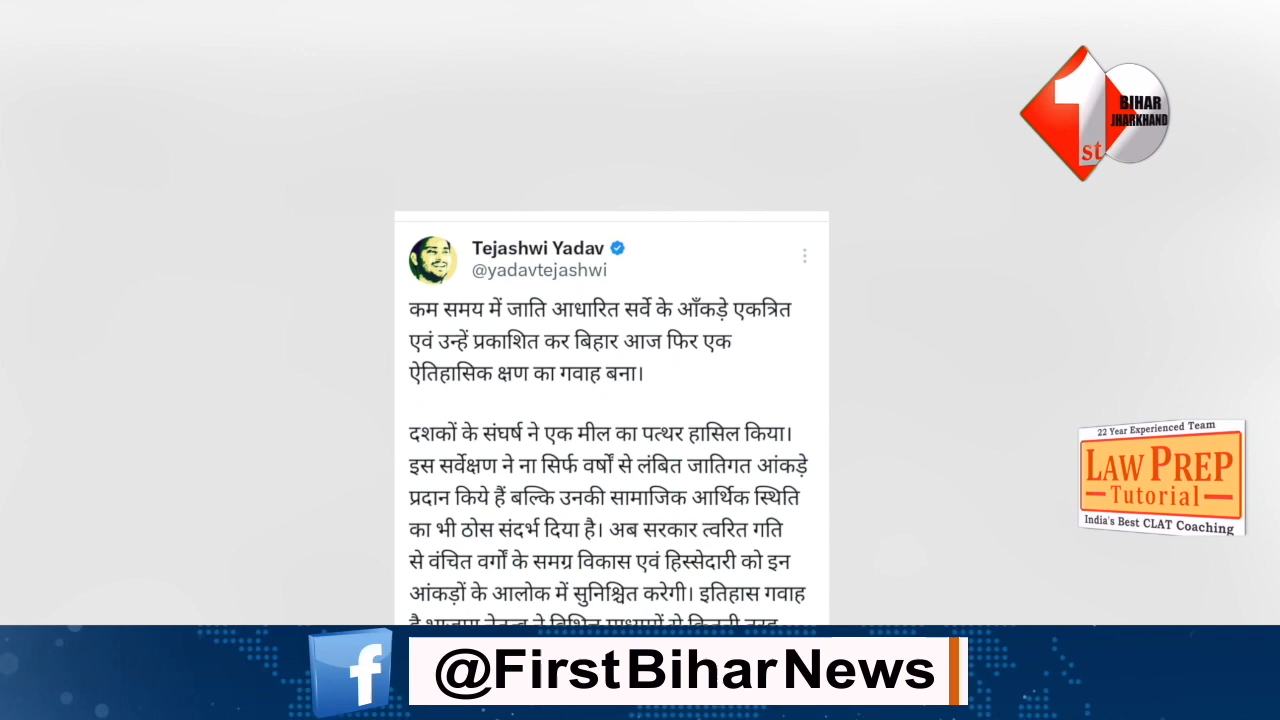 1st
BIHAR
JHARKHAND
Tejashwi Yadav
@yadavtejashwi
कम समय में जाति आधारित सर्वे के आँकड़े एकत्रित
एवं उन्हें प्रकाशित कर बिहार आज फिर एक
ऐतिहासिक क्षण का गवाह बना।
दशकों के संघर्ष ने एक मील का पत्थर हासिल किया।
इस सर्वेक्षण ने ना सिर्फ वर्षों से लंबित जातिगत आंकड़े
प्रदान किये हैं बल्कि उनकी सामाजिक आर्थिक स्थिति
का भी ठोस संदर्भ दिया है। अब सरकार त्वरित गति
से वंचित वर्गों के समग्र विकास एवं हिस्सेदारी को इन
आंकड़ों के आलोक में सुनिश्चित करेगी। इतिहास गवाह
22 Year Experienced Team
LAW PREP
Tutorial
India's Best CLAT Coaching
f
@FirstBiharNews